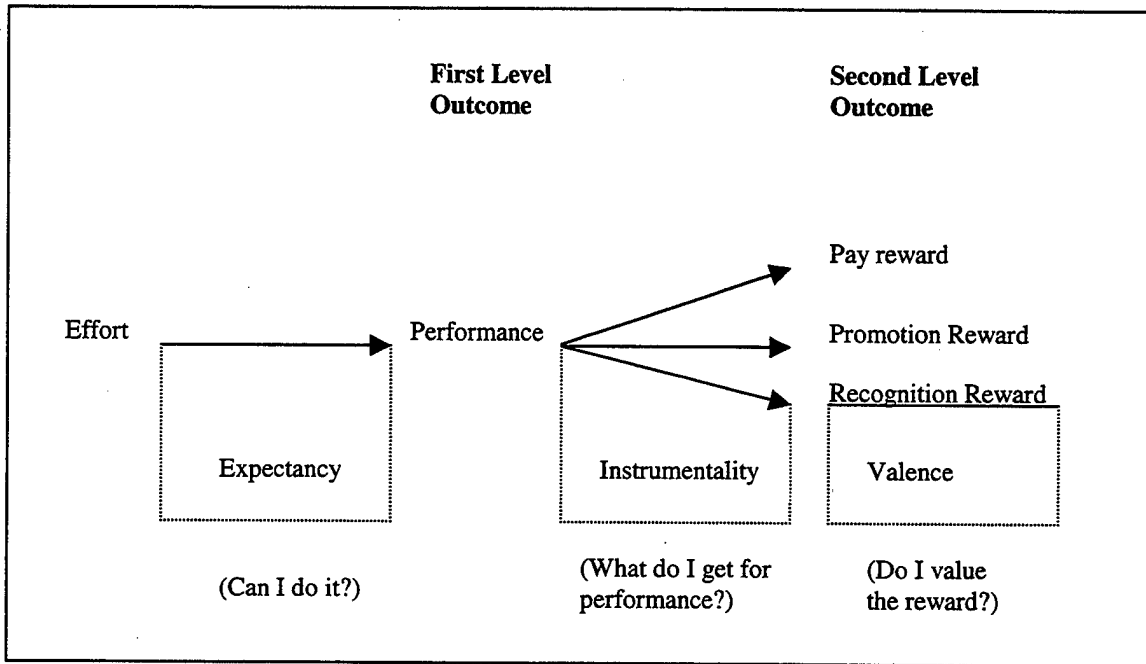 First Level
Outcome
Second Level
Outcome
Pay reward
Effort
Performance
Promotion Reward
Recognition Reward
Expectancy
Instrumentality
Valence
(Can I do it?)
(What do I get for
performance?)
(Do I value
the reward?)